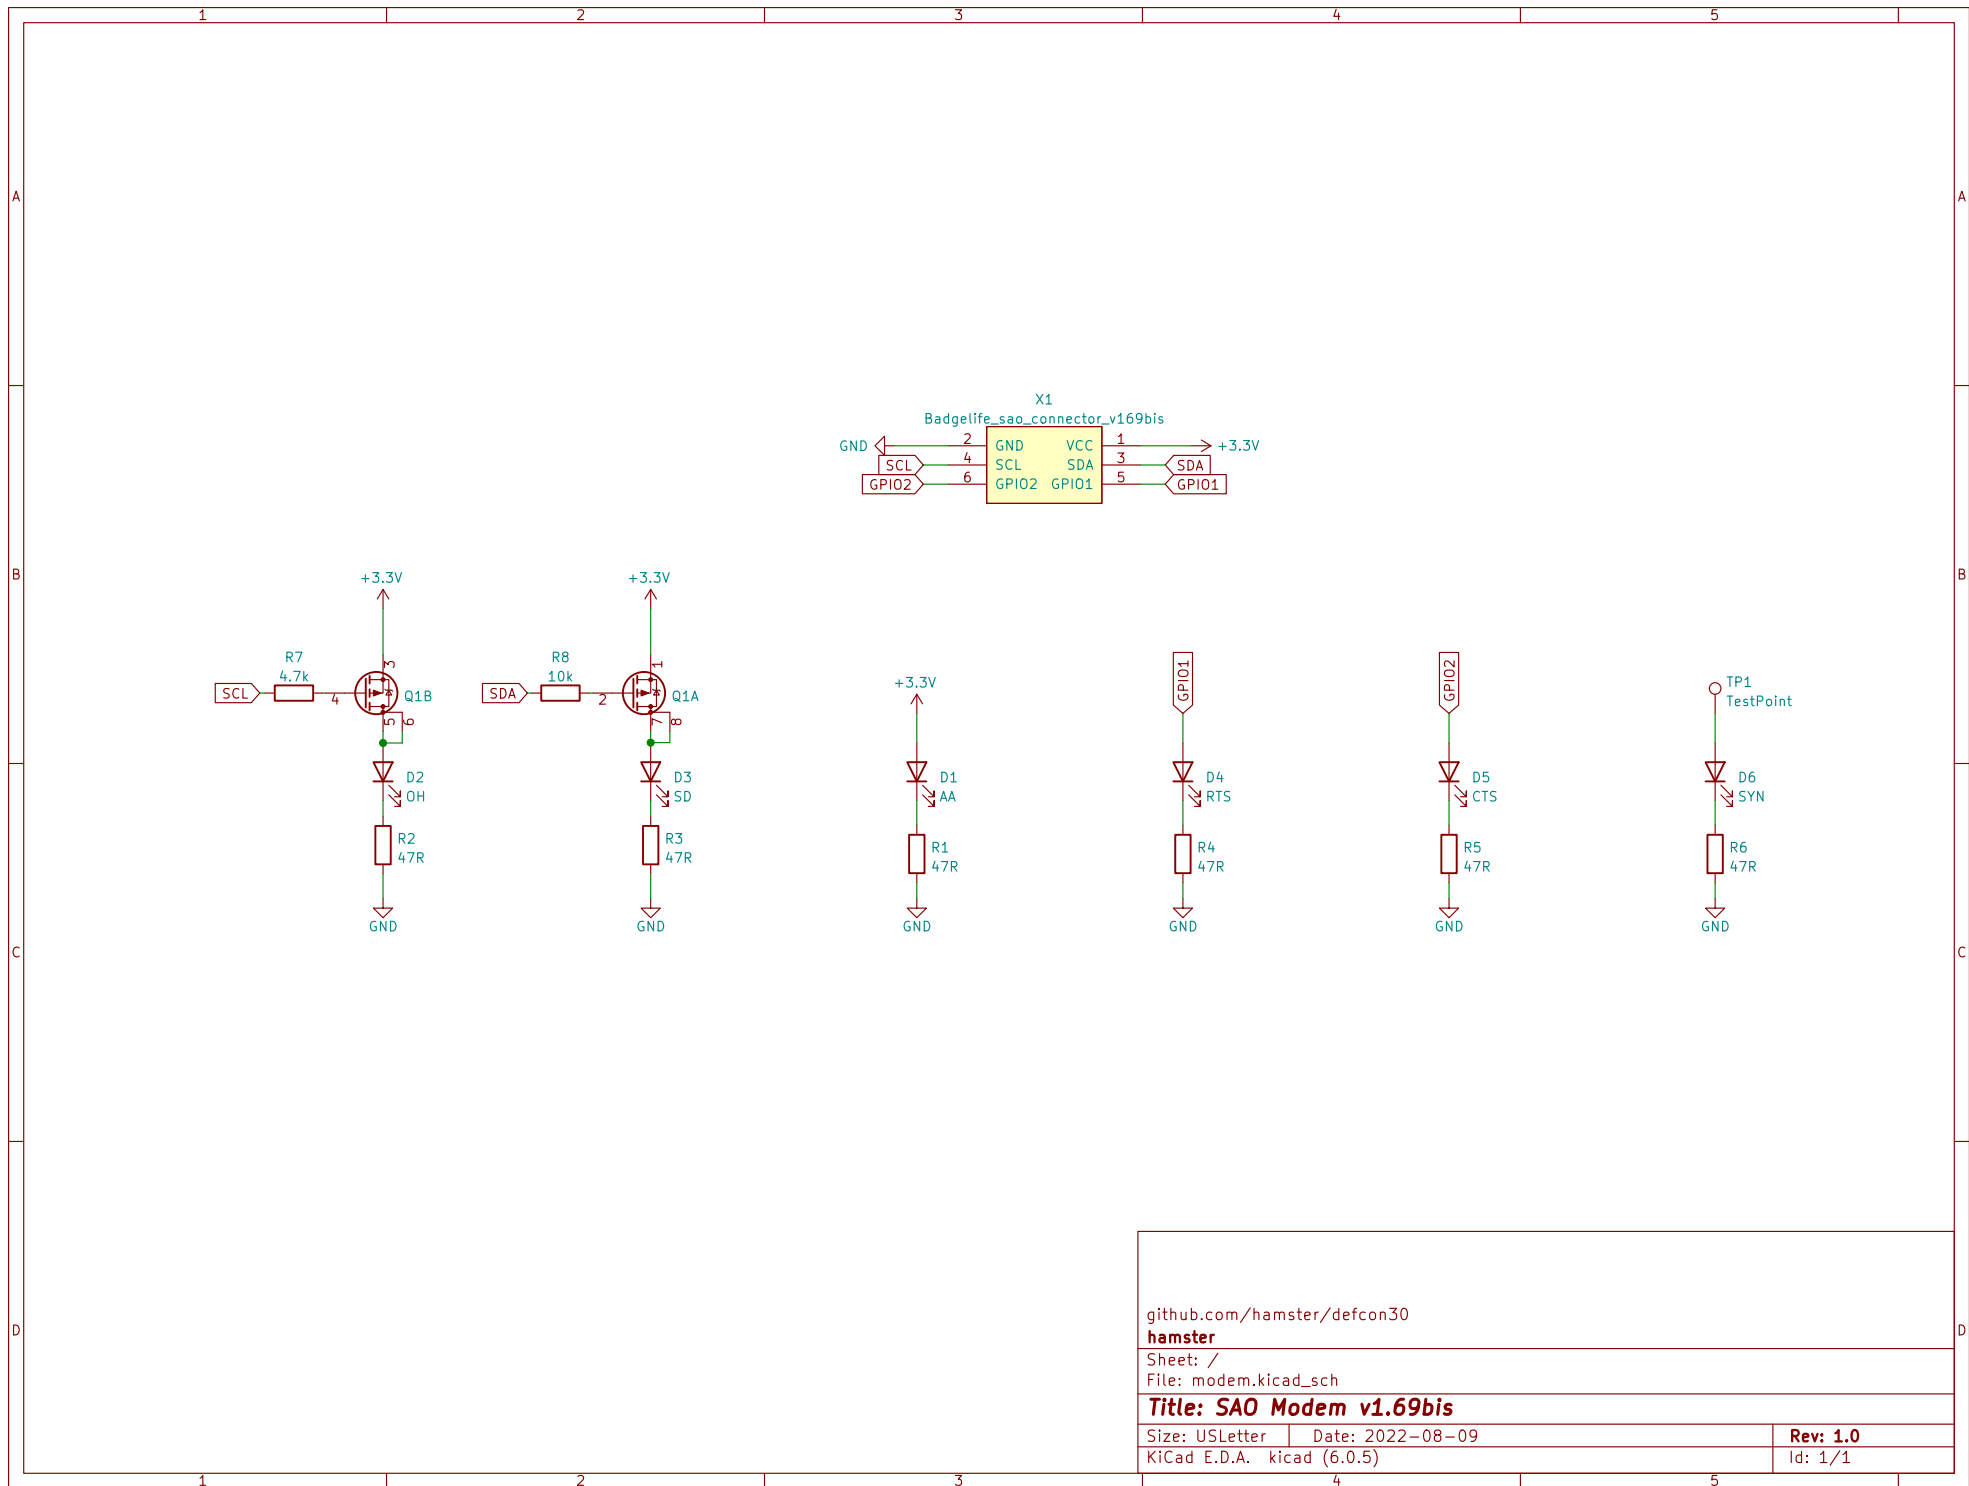 1 2 3 4 5
A A
X1
Badgelife_sao_connector_v169bis
GND 2 GND VCC 1 +3.3V
SCL 4 SCL SDA 3 SDA
GPIO2 6 GPIO2 GPIO1 5 GPIO1
B B
+3.3V +3.3V
R7
4.7k
SCL 4 3 Q1B 5 6
R8
10k
SDA 2 1 Q1A 7 8
+3.3V
GPIO1
GPIO2
TP1
TestPoint
D2
OH
D3
SD
D1
AA
D4
RTS
D5
CTS
D6
SYN
R2
47R
R3
47R
R1
47R
R4
47R
R5
47R
R6
47R
GND GND GND GND GND GND
C C
D D
github.com/hamster/defcon30
hamster
Sheet: /
File: modem.kicad_sch
Title: SAO Modem v1.69bis
Size: USLetter Date: 2022-08-09 Rev: 1.0
KiCad E.D.A. kicad (6.0.5) Id: 1/1
1 2 3 4 5